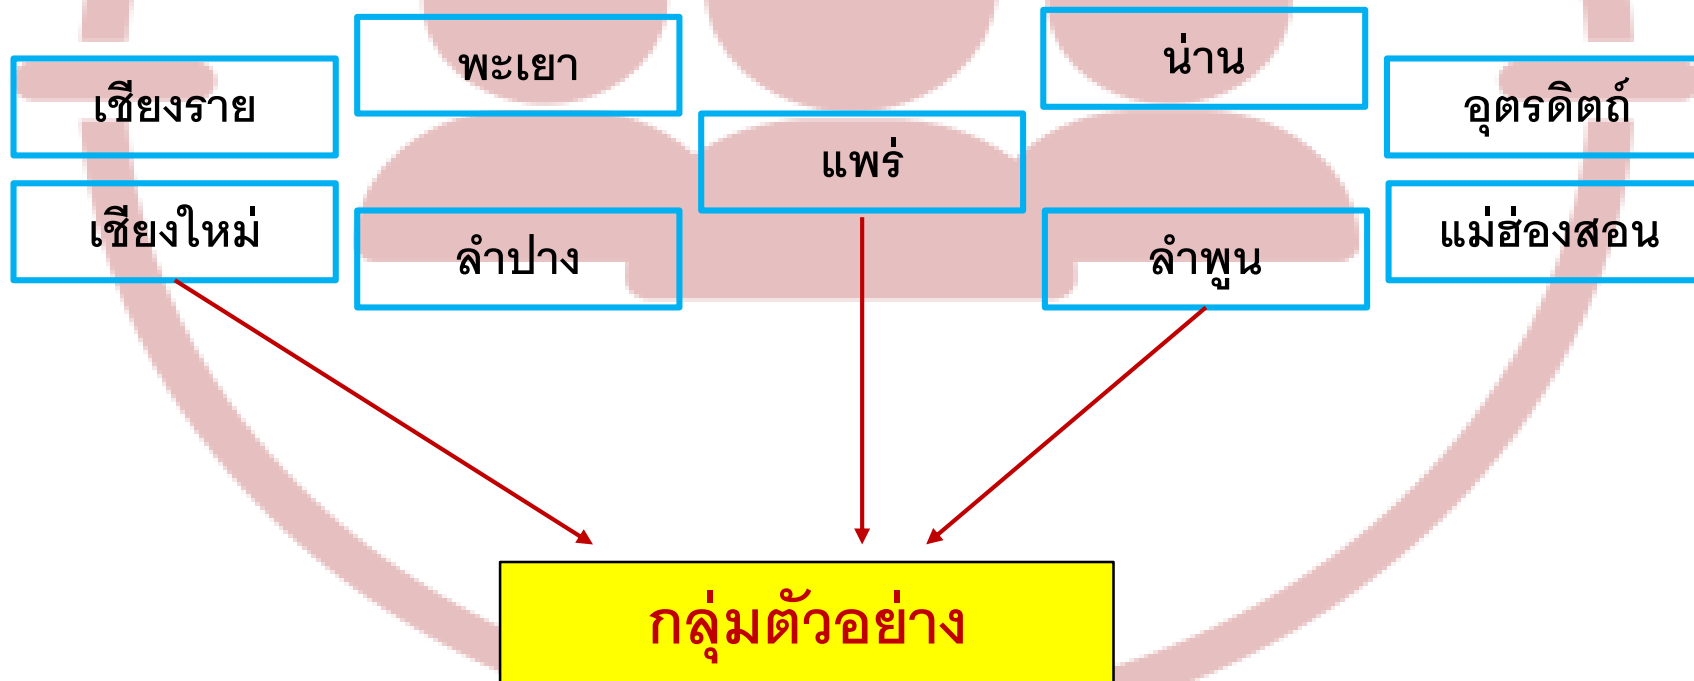 พะเยา
น่าน
เชียงราย
อุตรดิตถ์
แพร่
เชียงใหม่
แม่ฮ่องสอน
ลำปาง
ลำพูน
กลุ่มตัวอย่าง